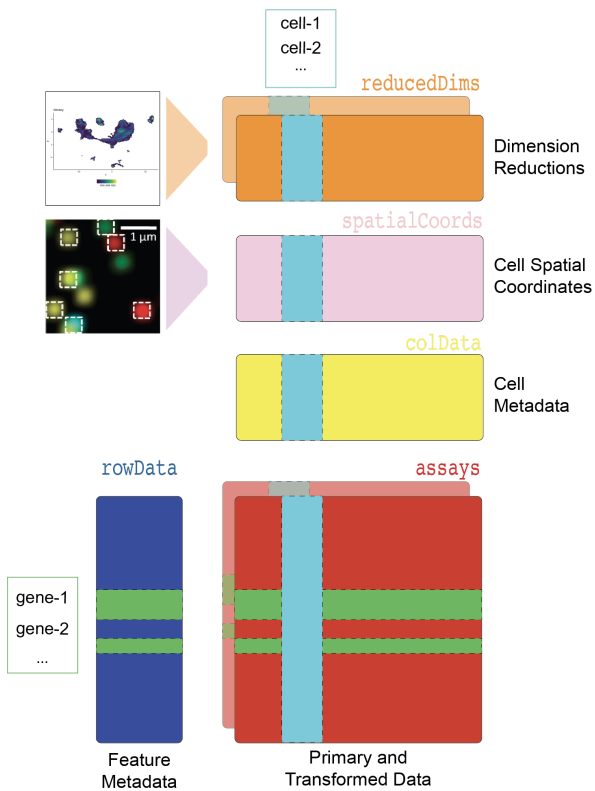 cell-1
cell-2
...
reducedDims
Dimension
Reductions
spatialCoords
1 μm
Cell Spatial
Coordinates
colData
Cell
Metadata
rowData
assays
gene-1
gene-2
...
Feature
Metadata
Primary and
Transformed Data